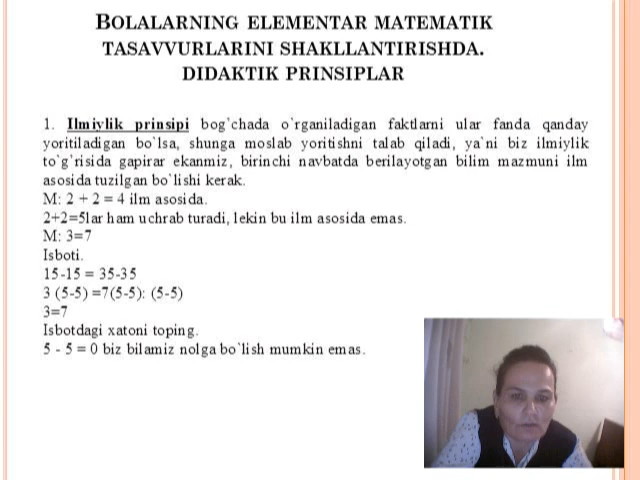 BOLALARNING ELEMENTAR MATEMATIK
TASAVVURLARINI SHAKLLANTIRISHDA.
DIDAKTIK PRINSIPLAR
1. Ilmiylik prinsipi bog`chada o`rganiladigan faktlarni ular fanda qanday
yoritiladigan bo`lsa, shunga moslab yoritishni talab qiladi, ya`ni biz ilmiylik
to`g`risida gapirar ekanmiz, birinchi navbatda berilayotgan bilim mazmuni ilm
asosida tuzilgan bo`lishi kerak.
M: 2 + 2 = 4 ilm asosida.
2+2=5lar ham uchrab turadi, lekin bu ilm asosida emas.
M: 3=7
Isboti.
15-15 = 35-35
3 (5-5) =7(5-5): (5-5)
3=7
Isbotdagi xatoni toping.
5 - 5 = 0 biz bilamiz nolga bo`lish mumkin emas.